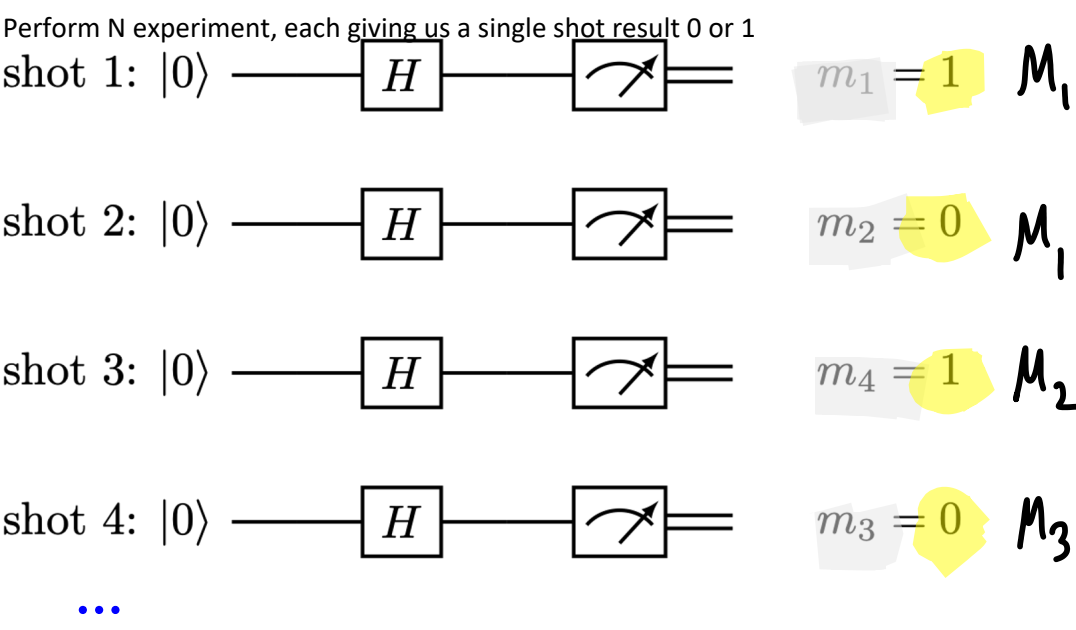 Perform N experiment, each giving us a single shot result 0 or 1
shot 1: |0⟩ H m₁ = 1 M₁
shot 2: |0⟩ H m₂ = 0 M₁
shot 3: |0⟩ H m₄ = 1 M₂
shot 4: |0⟩ H m₃ = 0 M₃
...